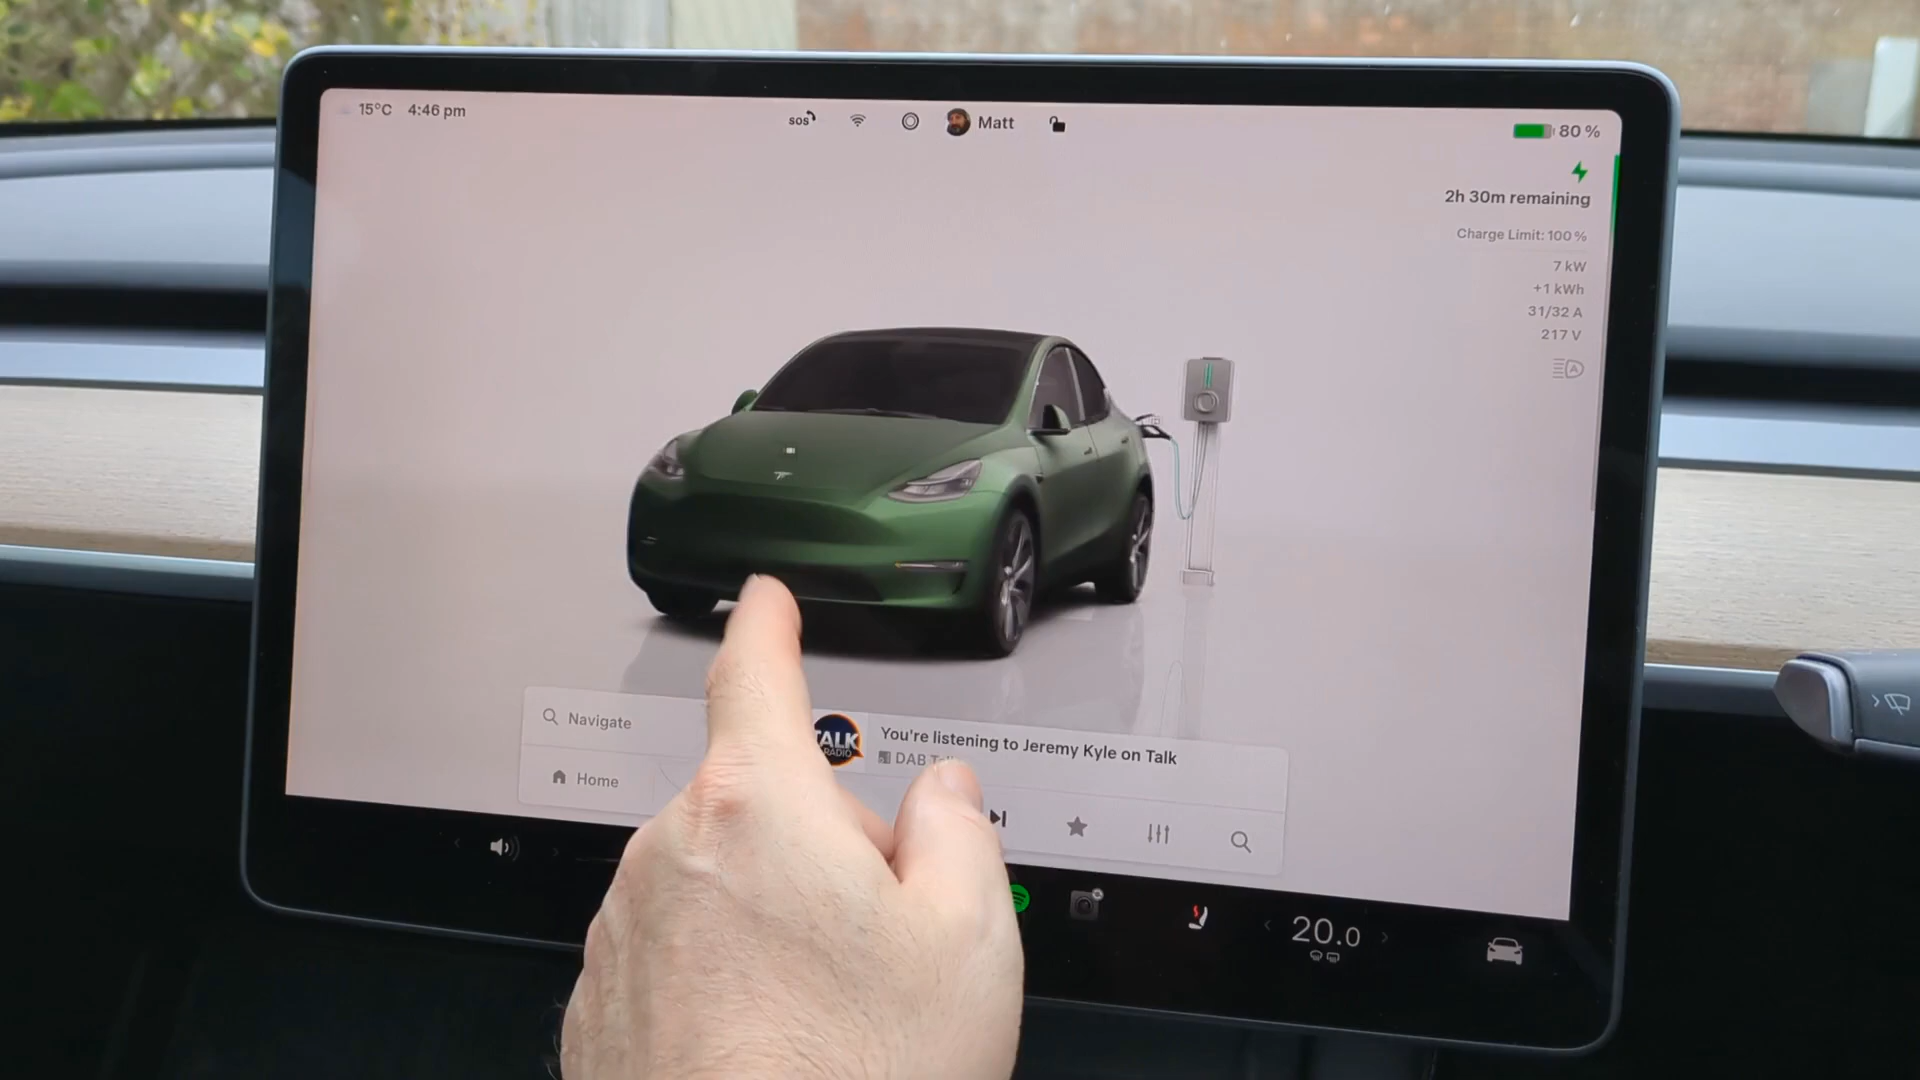 15°C 4:46 pm
SOS
Matt
80 %
2h 30m remaining
Charge Limit: 100 %
7 kW
+1 kWh
31/32 A
217 V
A
Navigate
TALK
RADIO
You're listening to Jeremy Kyle on Talk
DAB
Home
20.0